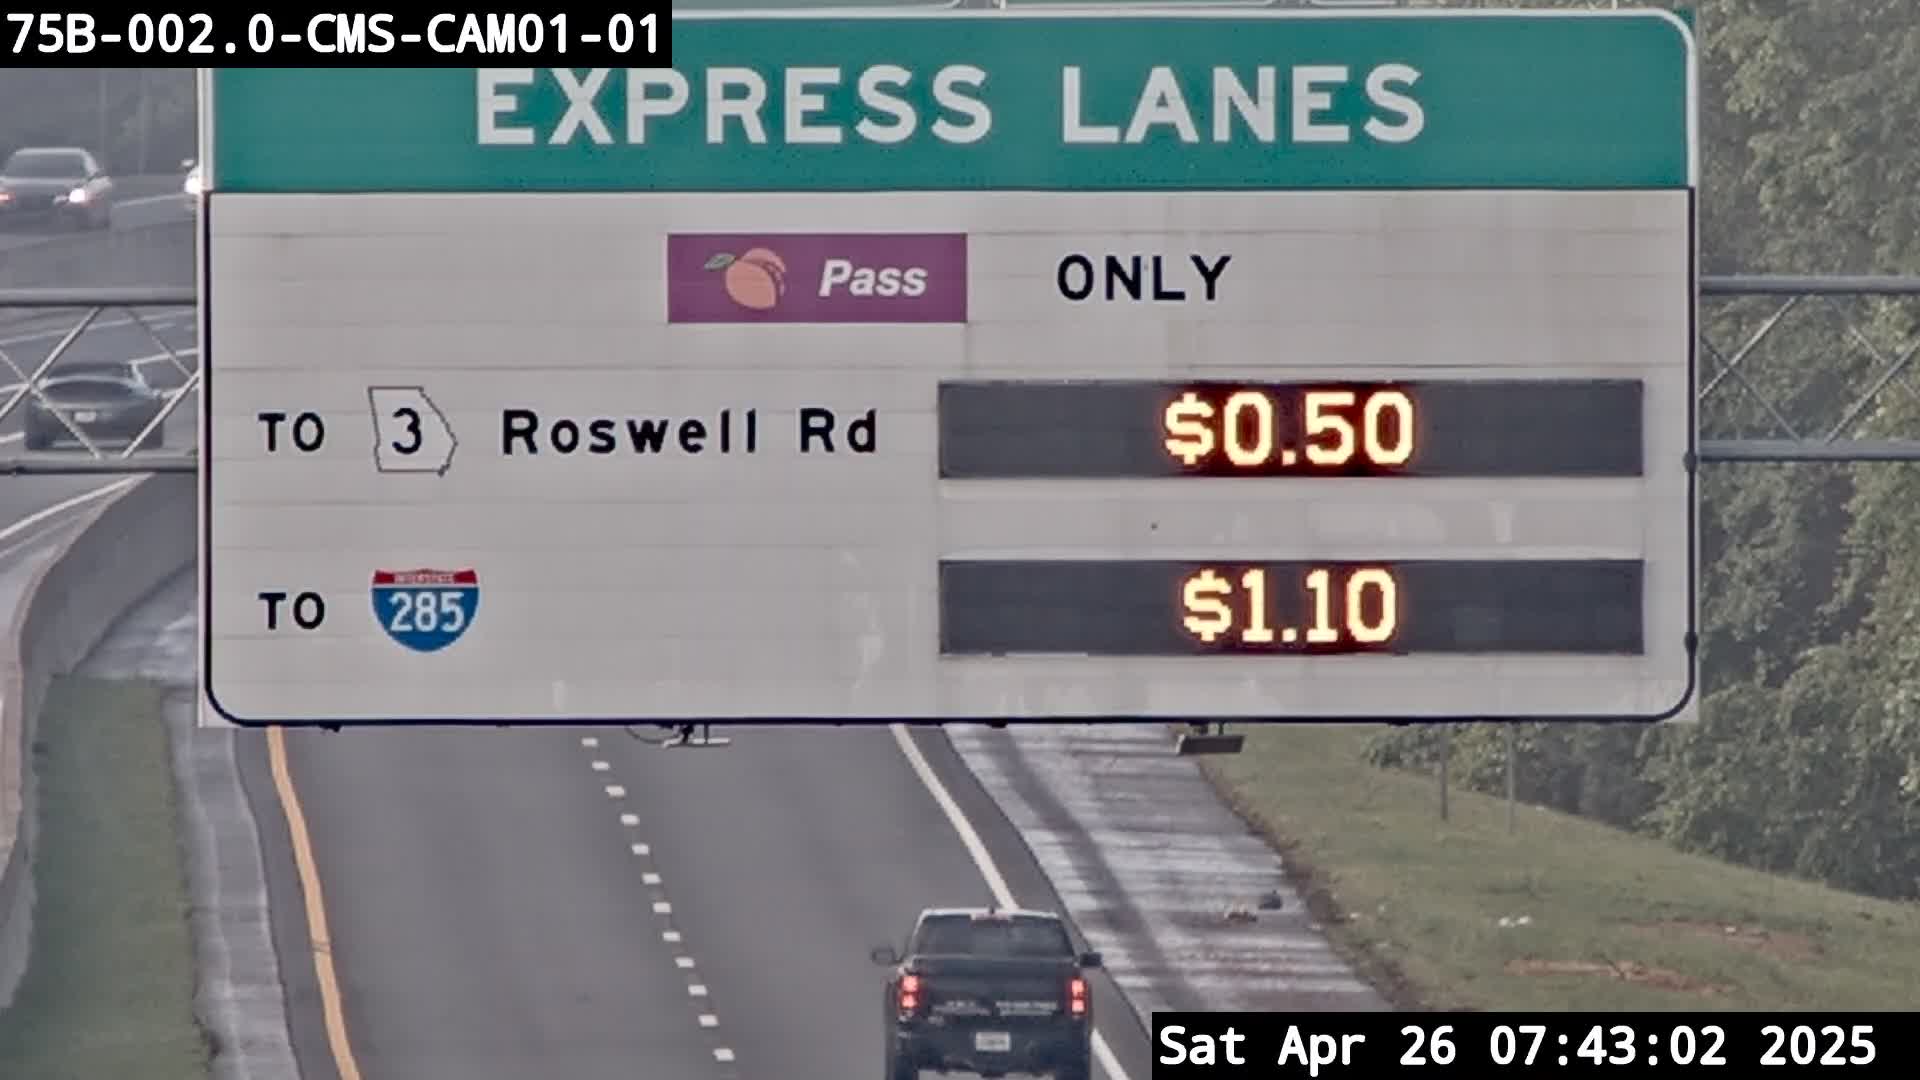 75B-002.0-CMS-CAM01-01
EXPRESS LANES
Pass ONLY
TO 3 Roswell Rd $0.50
TO 285 $1.10
Sat Apr 26 07:43:02 2025